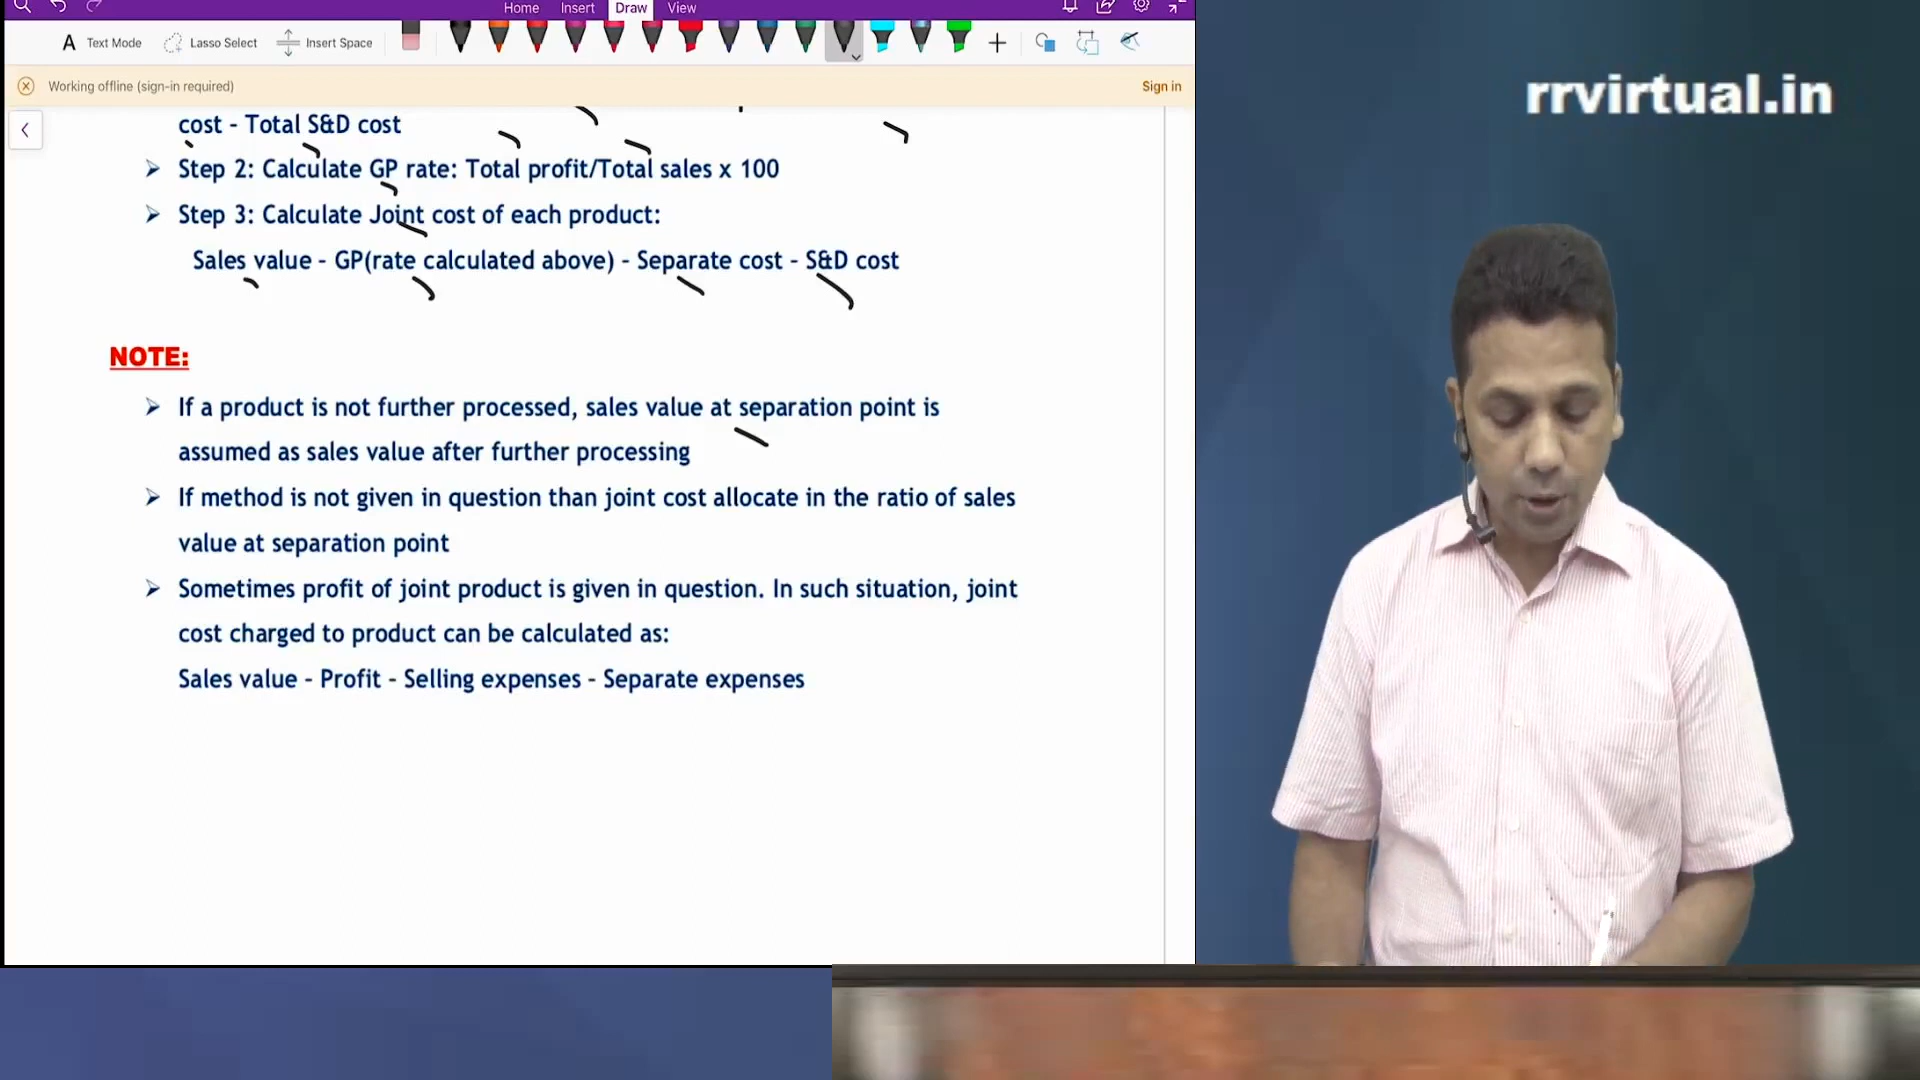 Home Insert Draw View
Text Mode Lasso Select Insert Space
Working offline (sign-in required) Sign in
rrvirtual.in
cost - Total S&D cost
➢ Step 2: Calculate GP rate: Total profit/Total sales x 100
➢ Step 3: Calculate Joint cost of each product:
Sales value - GP(rate calculated above) - Separate cost - S&D cost
NOTE:
➢ If a product is not further processed, sales value at separation point is
assumed as sales value after further processing
➢ If method is not given in question than joint cost allocate in the ratio of sales
value at separation point
➢ Sometimes profit of joint product is given in question. In such situation, joint
cost charged to product can be calculated as:
Sales value - Profit - Selling expenses - Separate expenses